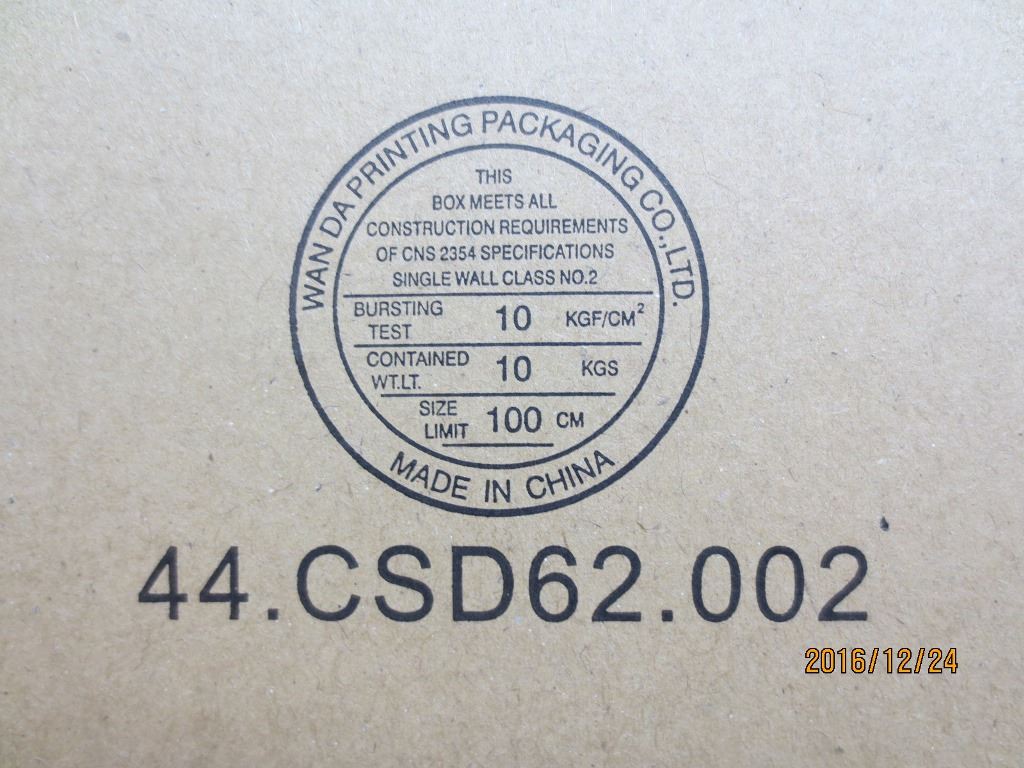 WAN DA PRINTING PACKAGING CO.,LTD.
THIS
BOX MEETS ALL
CONSTRUCTION REQUIREMENTS
OF CNS 2354 SPECIFICATIONS
SINGLE WALL CLASS NO.2
BURSTING TEST 10 KGF/CM²
CONTAINED WT.LT. 10 KGS
SIZE LIMIT 100 CM
MADE IN CHINA
44.CSD62.002
2016/12/24